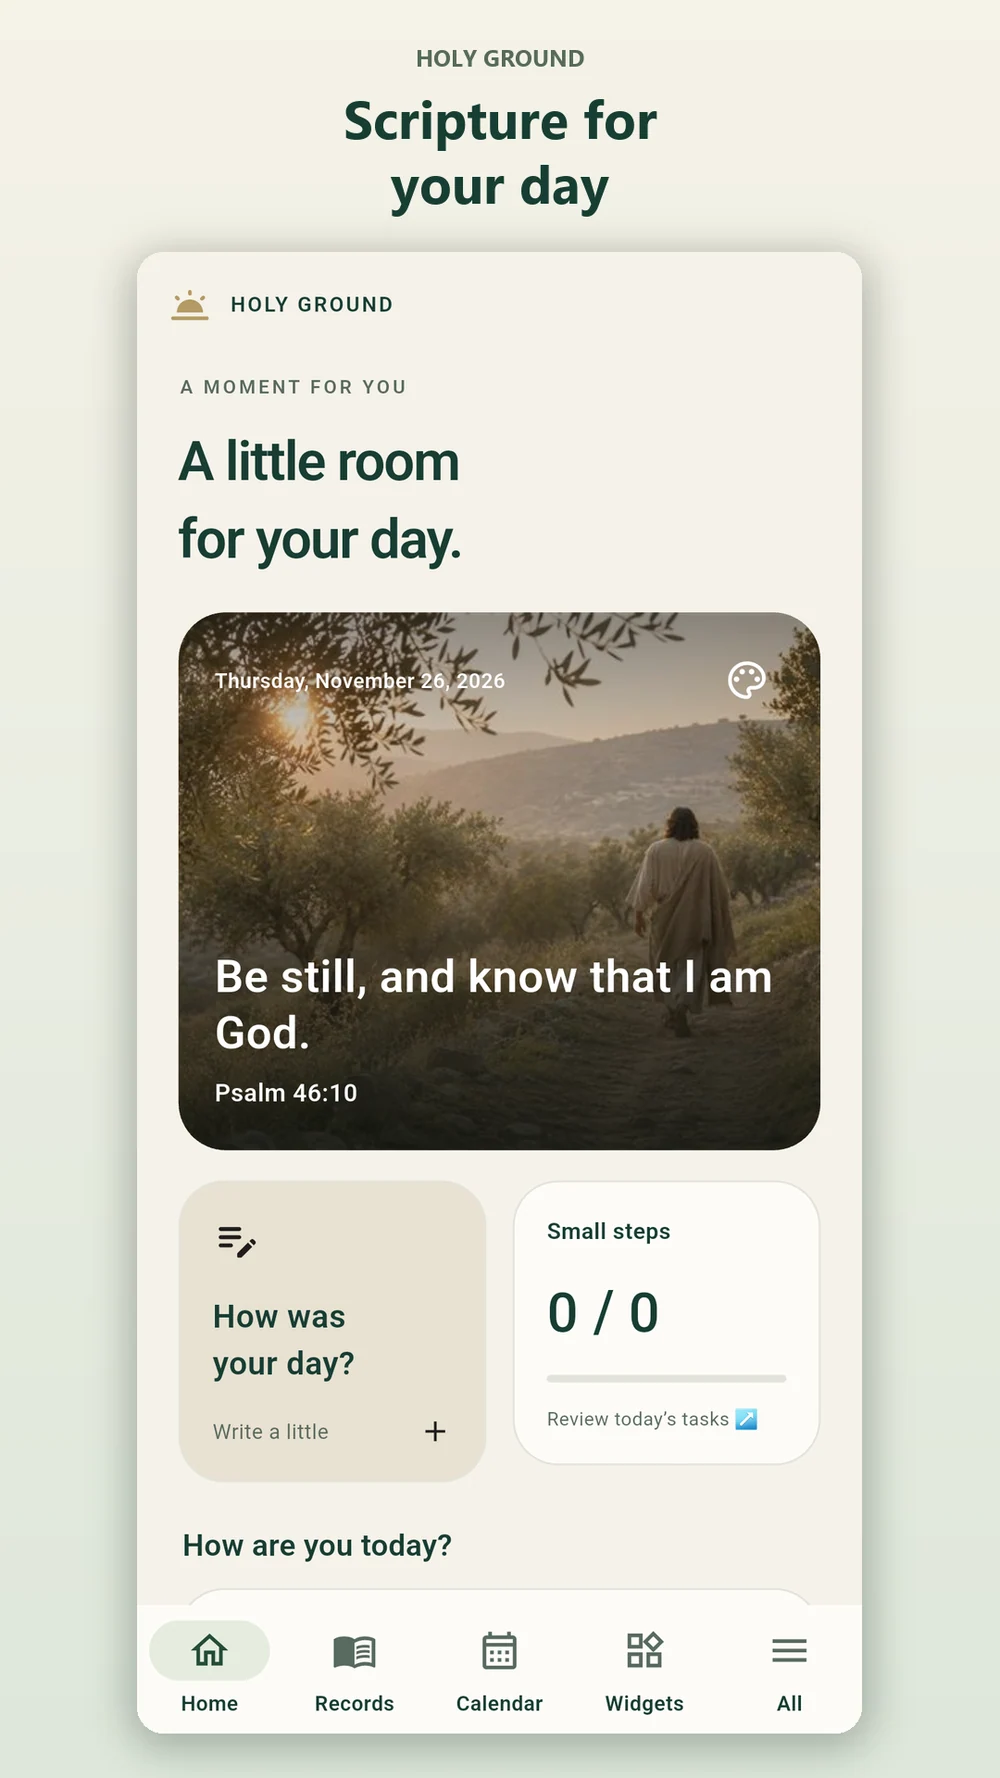 HOLY GROUND
Scripture for
your day
HOLY GROUND
A MOMENT FOR YOU
A little room
for your day.
Thursday, November 26, 2026
Be still, and know that I am
God.
Psalm 46:10
How was
your day?
Write a little
Small steps
0 / 0
Review today’s tasks ↗
How are you today?
Home
Records
Calendar
Widgets
All